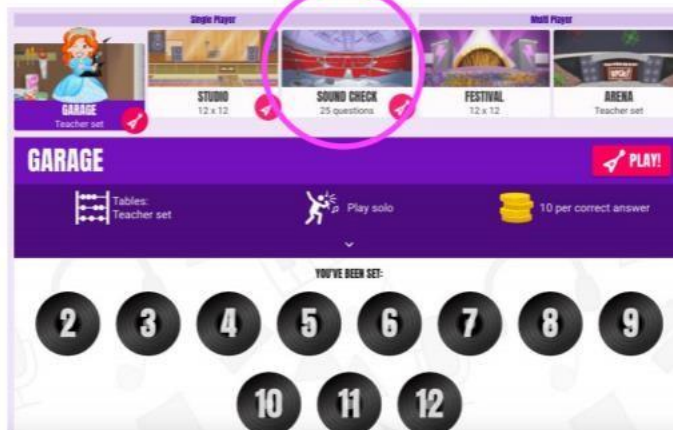 Single Player
Multi Player
GARAGE
Teacher set
STUDIO
12 x 12
SOUND CHECK
25 questions
FESTIVAL
12 x 12
ARENA
Teacher set
GARAGE
PLAY!
Tables:
Teacher set
Play solo
10 per correct answer
YOU'VE BEEN SET:
2 3 4 5 6 7 8 9
10 11 12